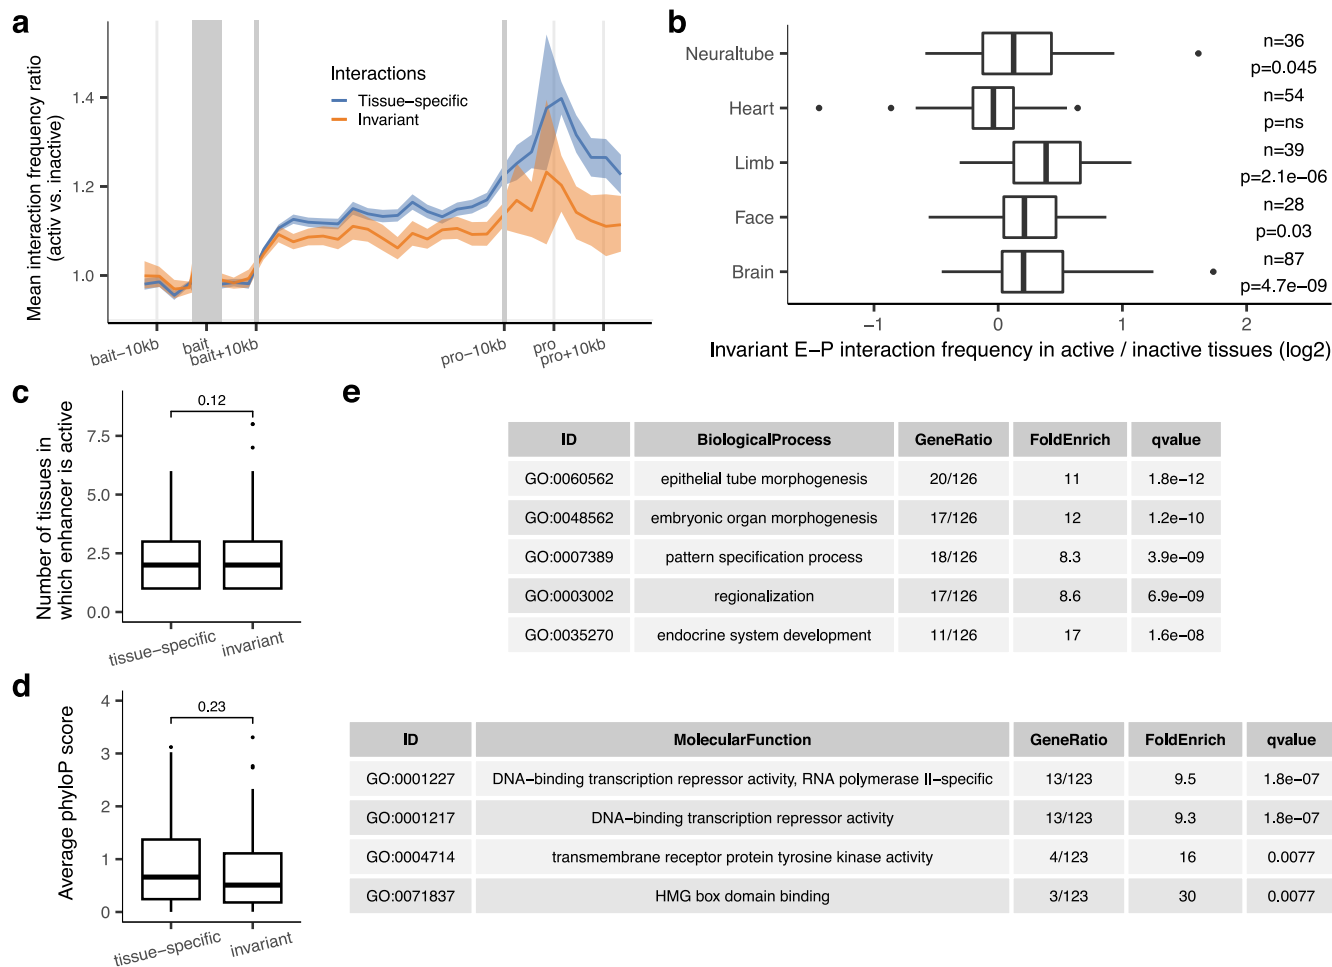 a
Mean interaction frequency ratio
(activ vs. inactive)
1.4
1.2
1.0
Interactions
Tissue−specific
Invariant
bait−10kb
bait
bait+10kb
pro−10kb
pro
pro+10kb
b
Neuraltube
Heart
Limb
Face
Brain
n=36
p=0.045
n=54
p=ns
n=39
p=2.1e−06
n=28
p=0.03
n=87
p=4.7e−09
−1
0
1
2
Invariant E−P interaction frequency in active / inactive tissues (log2)
c
Number of tissues in
which enhancer is active
7.5
5.0
2.5
0.0
0.12
tissue−specific
invariant
d
Average phyloP score
4
3
2
1
0
0.23
tissue−specific
invariant
e
ID BiologicalProcess GeneRatio FoldEnrich qvalue
GO:0060562 epithelial tube morphogenesis 20/126 11 1.8e−12
GO:0048562 embryonic organ morphogenesis 17/126 12 1.2e−10
GO:0007389 pattern specification process 18/126 8.3 3.9e−09
GO:0003002 regionalization 17/126 8.6 6.9e−09
GO:0035270 endocrine system development 11/126 17 1.6e−08
ID MolecularFunction GeneRatio FoldEnrich qvalue
GO:0001227 DNA−binding transcription repressor activity, RNA polymerase II−specific 13/123 9.5 1.8e−07
GO:0001217 DNA−binding transcription repressor activity 13/123 9.3 1.8e−07
GO:0004714 transmembrane receptor protein tyrosine kinase activity 4/123 16 0.0077
GO:0071837 HMG box domain binding 3/123 30 0.0077